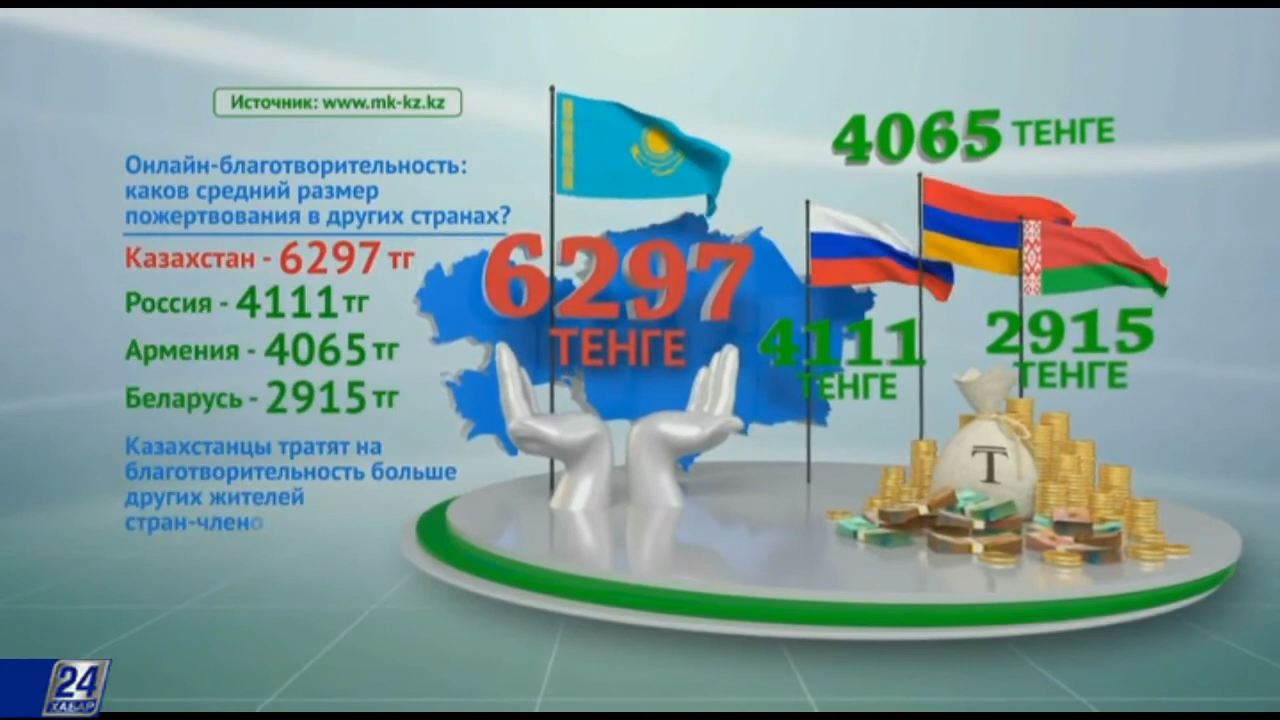 Источник: www.mk-kz.kz
Онлайн-благотворительность:
каков средний размер
пожертвования в других странах?
Казахстан - 6297 тг
Россия - 4111 тг
Армения - 4065 тг
Беларусь - 2915 тг
Казахстанцы тратят на
благотворительность больше
других жителей
стран-члено
6297
ТЕНГЕ
4065 ТЕНГЕ
4111
ТЕНГЕ
2915
ТЕНГЕ
24
ХАБАР